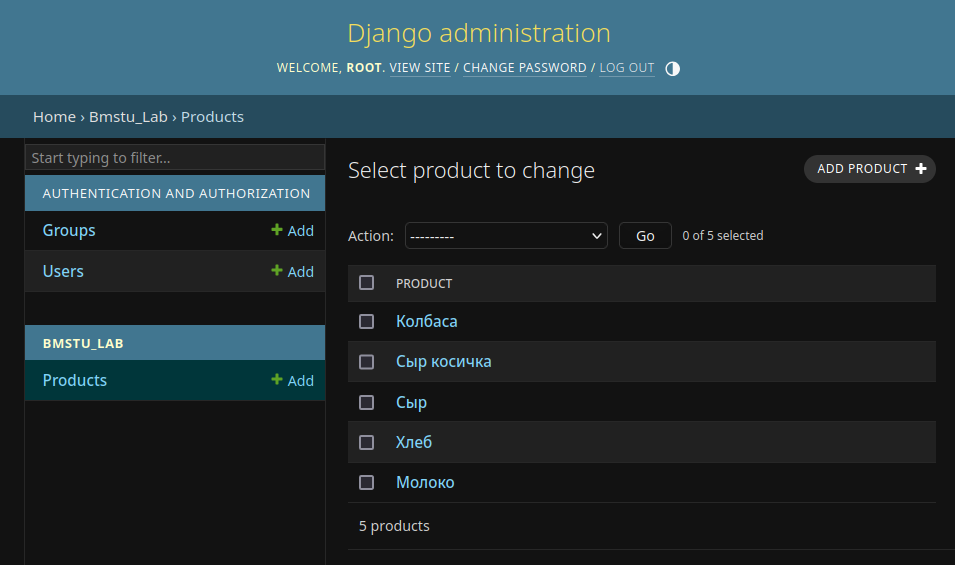 Django administration
WELCOME, ROOT. VIEW SITE / CHANGE PASSWORD / LOG OUT
Home › Bmstu_Lab › Products
Start typing to filter...
AUTHENTICATION AND AUTHORIZATION
Groups Add
Users Add
BMSTU_LAB
Products Add
Select product to change
ADD PRODUCT
Action: --------- Go 0 of 5 selected
PRODUCT
Колбаса
Сыр косичка
Сыр
Хлеб
Молоко
5 products